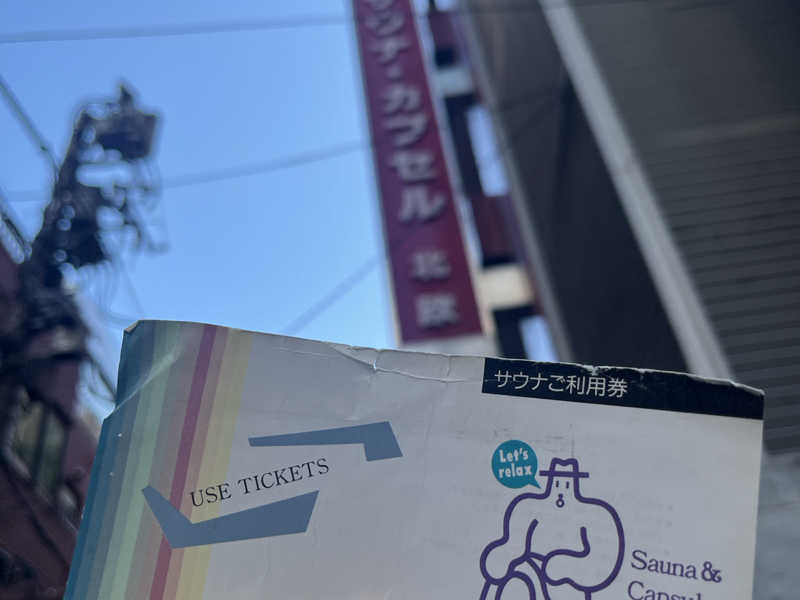 サウナ・カプセル 北欧
サウナご利用券
Let's
relax
USE TICKETS
Sauna &
Capsul